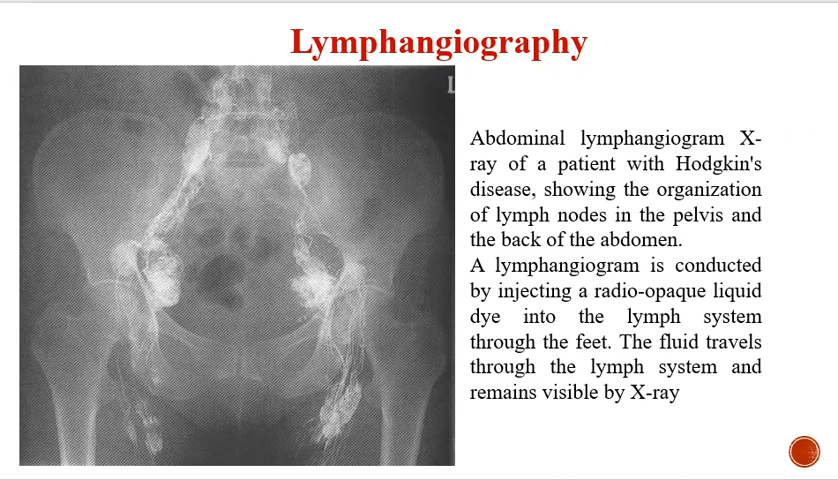 Lymphangiography
L
Abdominal lymphangiogram X-
ray of a patient with Hodgkin's
disease, showing the organization
of lymph nodes in the pelvis and
the back of the abdomen.
A lymphangiogram is conducted
by injecting a radio-opaque liquid
dye into the lymph system
through the feet. The fluid travels
through the lymph system and
remains visible by X-ray